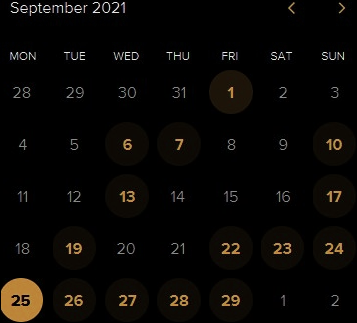 September 2021 < >
MON TUE WED THU FRI SAT SUN
28 29 30 31 1 2 3
4 5 6 7 8 9 10
11 12 13 14 15 16 17
18 19 20 21 22 23 24
25 26 27 28 29 1 2